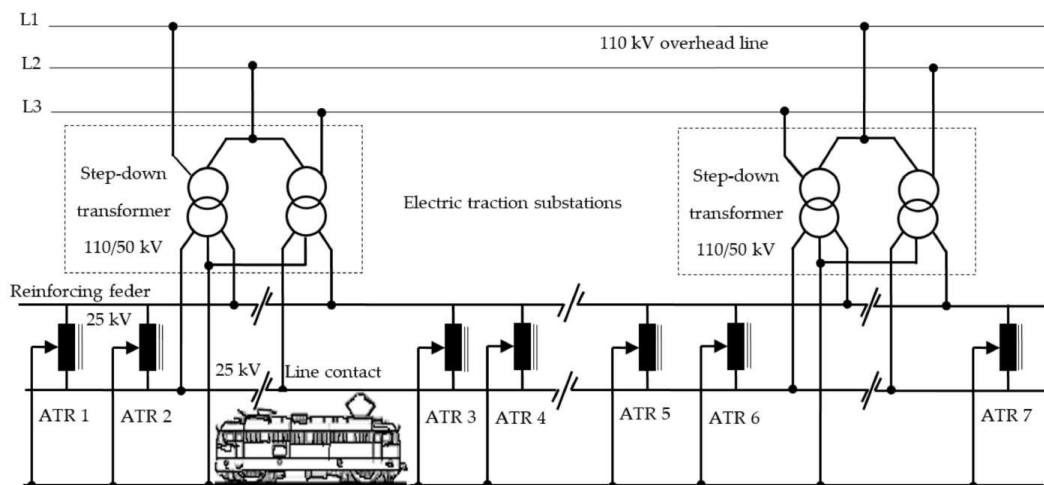 L1
110 kV overhead line
L2
L3
Step-down
transformer
110/50 kV
Electric traction substations
Step-down
transformer
110/50 kV
Reinforcing feder
25 kV
25 kV
Line contact
ATR 1
ATR 2
ATR 3
ATR 4
ATR 5
ATR 6
ATR 7